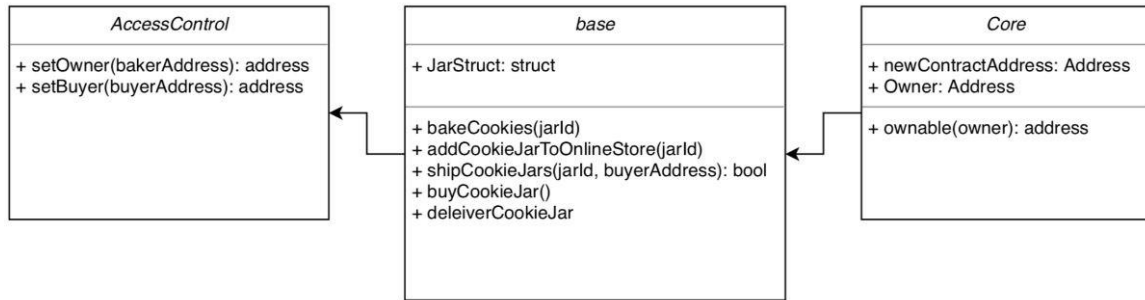 AccessControl
+ setOwner(bakerAddress): address
+ setBuyer(buyerAddress): address
base
+ JarStruct: struct
+ bakeCookies(jarId)
+ addCookieJarToOnlineStore(jarId)
+ shipCookieJars(jarId, buyerAddress): bool
+ buyCookieJar()
+ deleiverCookieJar
Core
+ newContractAddress: Address
+ Owner: Address
+ ownable(owner): address